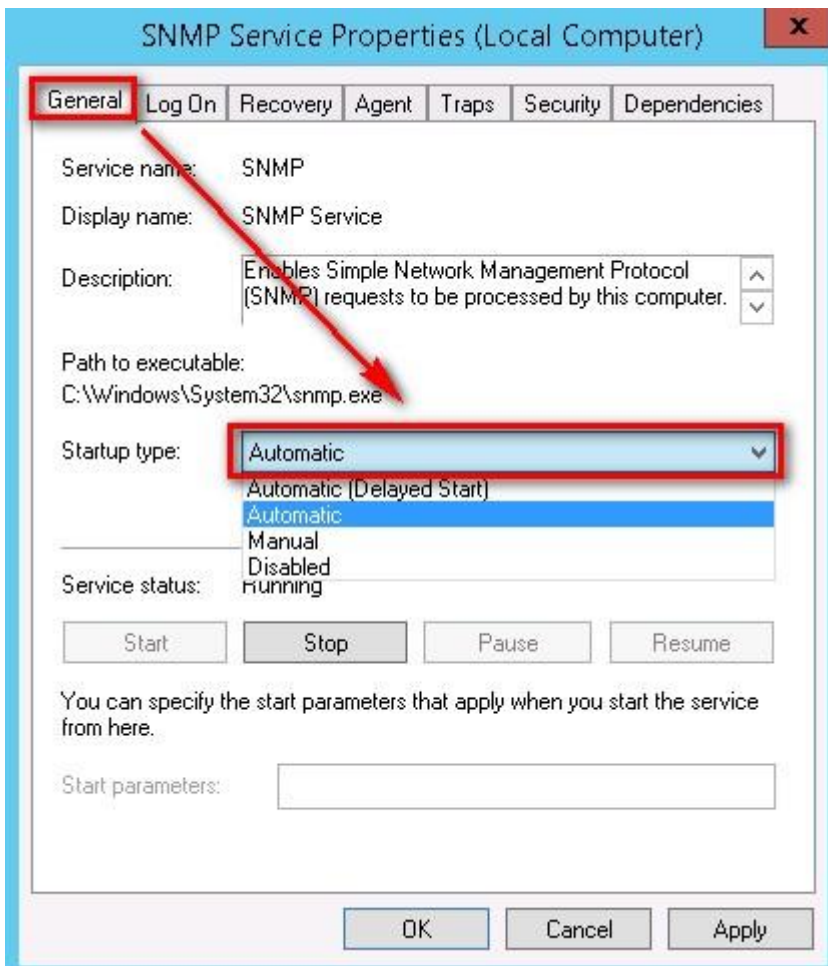 SNMP Service Properties (Local Computer)
x
General Log On Recovery Agent Traps Security Dependencies
Service name: SNMP
Display name: SNMP Service
Description: Enables Simple Network Management Protocol
(SNMP) requests to be processed by this computer.
Path to executable:
C:\Windows\System32\snmp.exe
Startup type: Automatic
Automatic (Delayed Start)
Automatic
Manual
Disabled
Service status: Running
Start Stop Pause Resume
You can specify the start parameters that apply when you start the service
from here.
Start parameters:
OK Cancel Apply